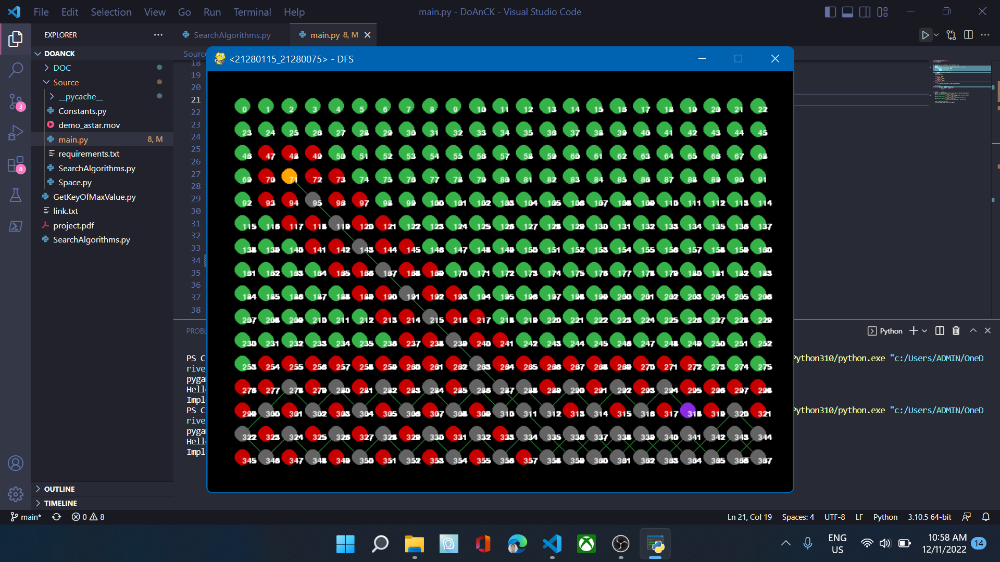 File Edit Selection View Go Run Terminal Help
main.py - DoAnCK - Visual Studio Code
EXPLORER
SearchAlgorithms.py
main.py 8, M
DOANCK
DOC
Source
__pycache__
Constants.py
demo_astar.mov
main.py 8, M
requirements.txt
SearchAlgorithms.py
Space.py
GetKeyOfMaxValue.py
link.txt
project.pdf
SearchAlgorithms.py
3
8
OUTLINE
TIMELINE
Sourc
18
19
20
21
22
23
24
25
26
27
28
29
30
31
32
33
34
35
36
37
38
<21280115_21280075> - DFS
0 1 2 3 4 5 6 7 8 9 10 11 12 13 14 15 16 17 18 19 20 21 22
23 24 25 26 27 28 29 30 31 32 33 34 35 36 37 38 39 40 41 42 43 44 45
46 47 48 49 50 51 52 53 54 55 56 57 58 59 60 61 62 63 64 65 66 67 68
69 70 71 72 73 74 75 76 77 78 79 80 81 82 83 84 85 86 87 88 89 90 91
92 93 94 95 96 97 98 99 100 101 102 103 104 105 106 107 108 109 110 111 112 113 114
115 116 117 118 119 120 121 122 123 124 125 126 127 128 129 130 131 132 133 134 135 136 137
138 139 140 141 142 143 144 145 146 147 148 149 150 151 152 153 154 155 156 157 158 159 160
161 162 163 164 165 166 167 168 169 170 171 172 173 174 175 176 177 178 179 180 181 182 183
184 185 186 187 188 189 190 191 192 193 194 195 196 197 198 199 200 201 202 203 204 205 206
207 208 209 210 211 212 213 214 215 216 217 218 219 220 221 222 223 224 225 226 227 228 229
230 231 232 233 234 235 236 237 238 239 240 241 242 243 244 245 246 247 248 249 250 251 252
253 254 255 256 257 258 259 260 261 262 263 264 265 266 267 268 269 270 271 272 273 274 275
276 277 278 279 280 281 282 283 284 285 286 287 288 289 290 291 292 293 294 295 296 297 298
299 300 301 302 303 304 305 306 307 308 309 310 311 312 313 314 315 316 317 318 319 320 321
322 323 324 325 326 327 328 329 330 331 332 333 334 335 336 337 338 339 340 341 342 343 344
345 346 347 348 349 350 351 352 353 354 355 356 357 358 359 360 361 362 363 364 365 366 367
PROBL
Python
PS C
Python310/python.exe "c:/Users/ADMIN/OneD
rive
pygam
Hello
Imple
PS C
Python310/python.exe "c:/Users/ADMIN/OneD
rive
pygam
Hello
Imple
main* 0 8
Ln 21, Col 19 Spaces: 4 UTF-8 LF Python 3.10.5 64-bit
ENG
US
10:58 AM
12/11/2022
14